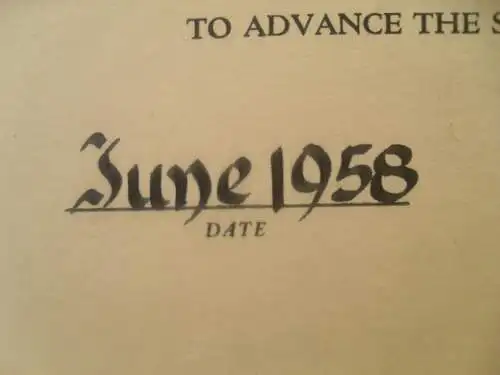 TO ADVANCE THE
June 1958
DATE